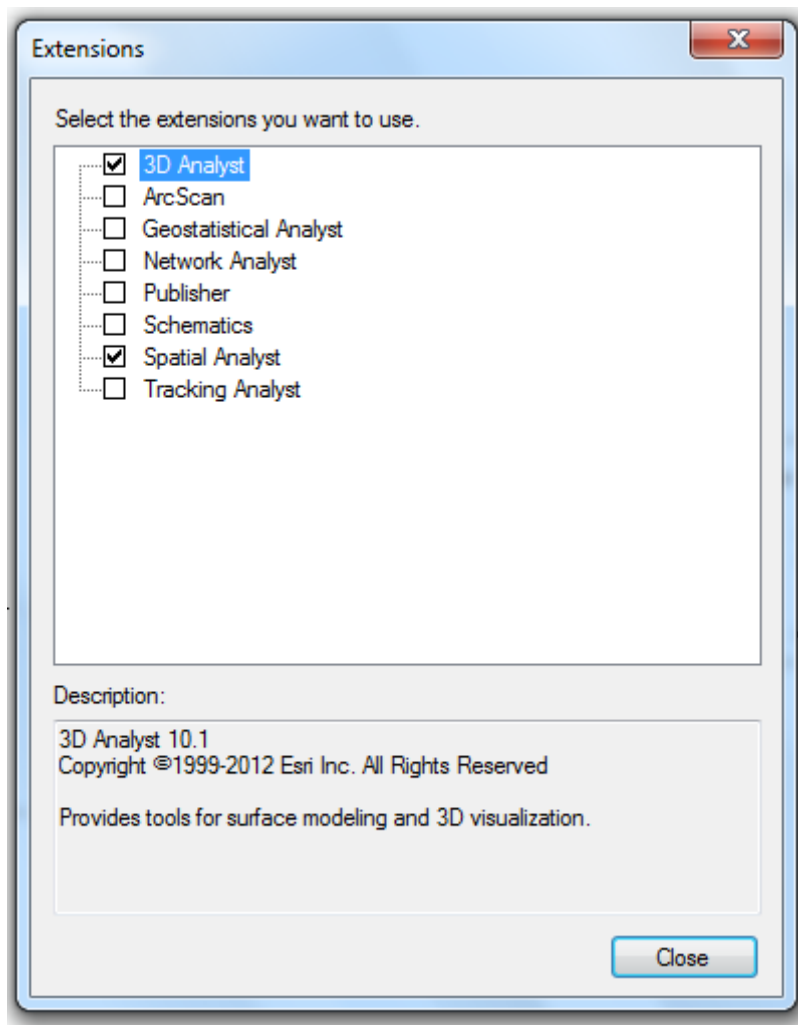 Extensions
Select the extensions you want to use.
3D Analyst
ArcScan
Geostatistical Analyst
Network Analyst
Publisher
Schematics
Spatial Analyst
Tracking Analyst
Description:
3D Analyst 10.1
Copyright ©1999-2012 Esri Inc. All Rights Reserved
Provides tools for surface modeling and 3D visualization.
Close